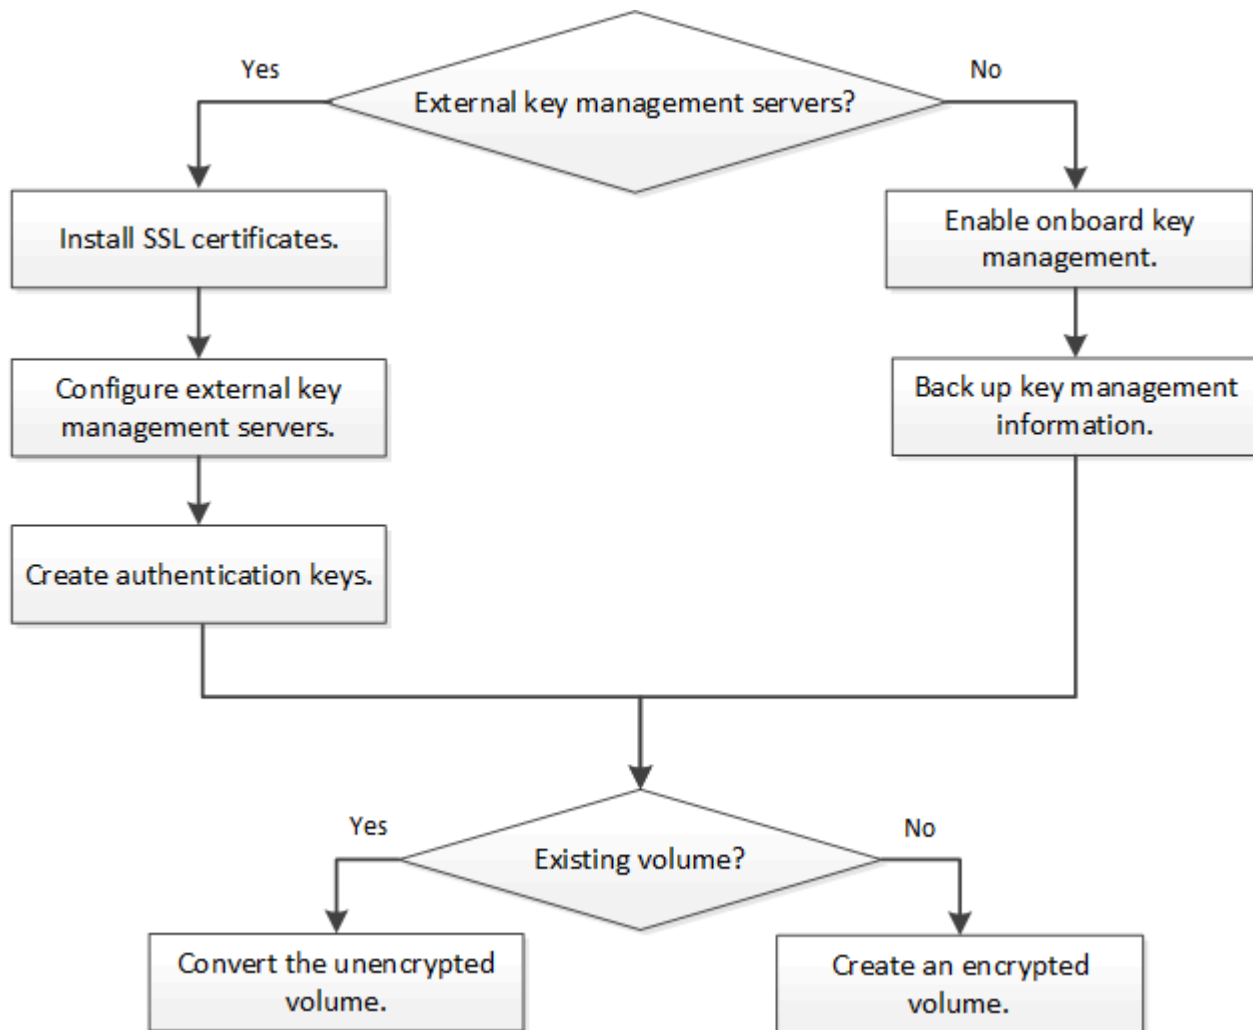 Yes
No
External key management servers?
Install SSL certificates.
Enable onboard key
management.
Configure external key
management servers.
Back up key management
information.
Create authentication keys.
Yes
No
Existing volume?
Convert the unencrypted
volume.
Create an encrypted
volume.